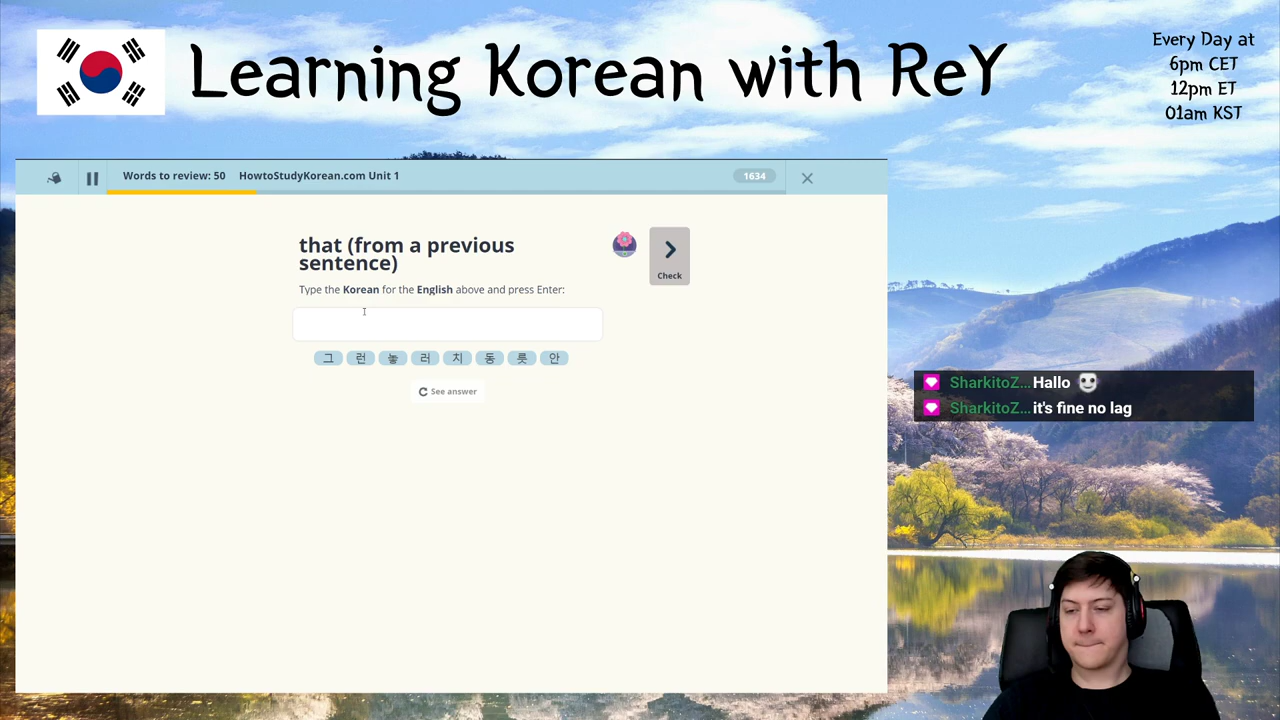 Learning Korean with ReY
Every Day at
6pm CET
12pm ET
01am KST
Words to review: 50 HowtoStudyKorean.com Unit 1
1634
that (from a previous
sentence)
Check
Type the Korean for the English above and press Enter:
그 런 놓 러 치 동 릇 안
See answer
SharkitoZ... Hallo
SharkitoZ... it's fine no lag